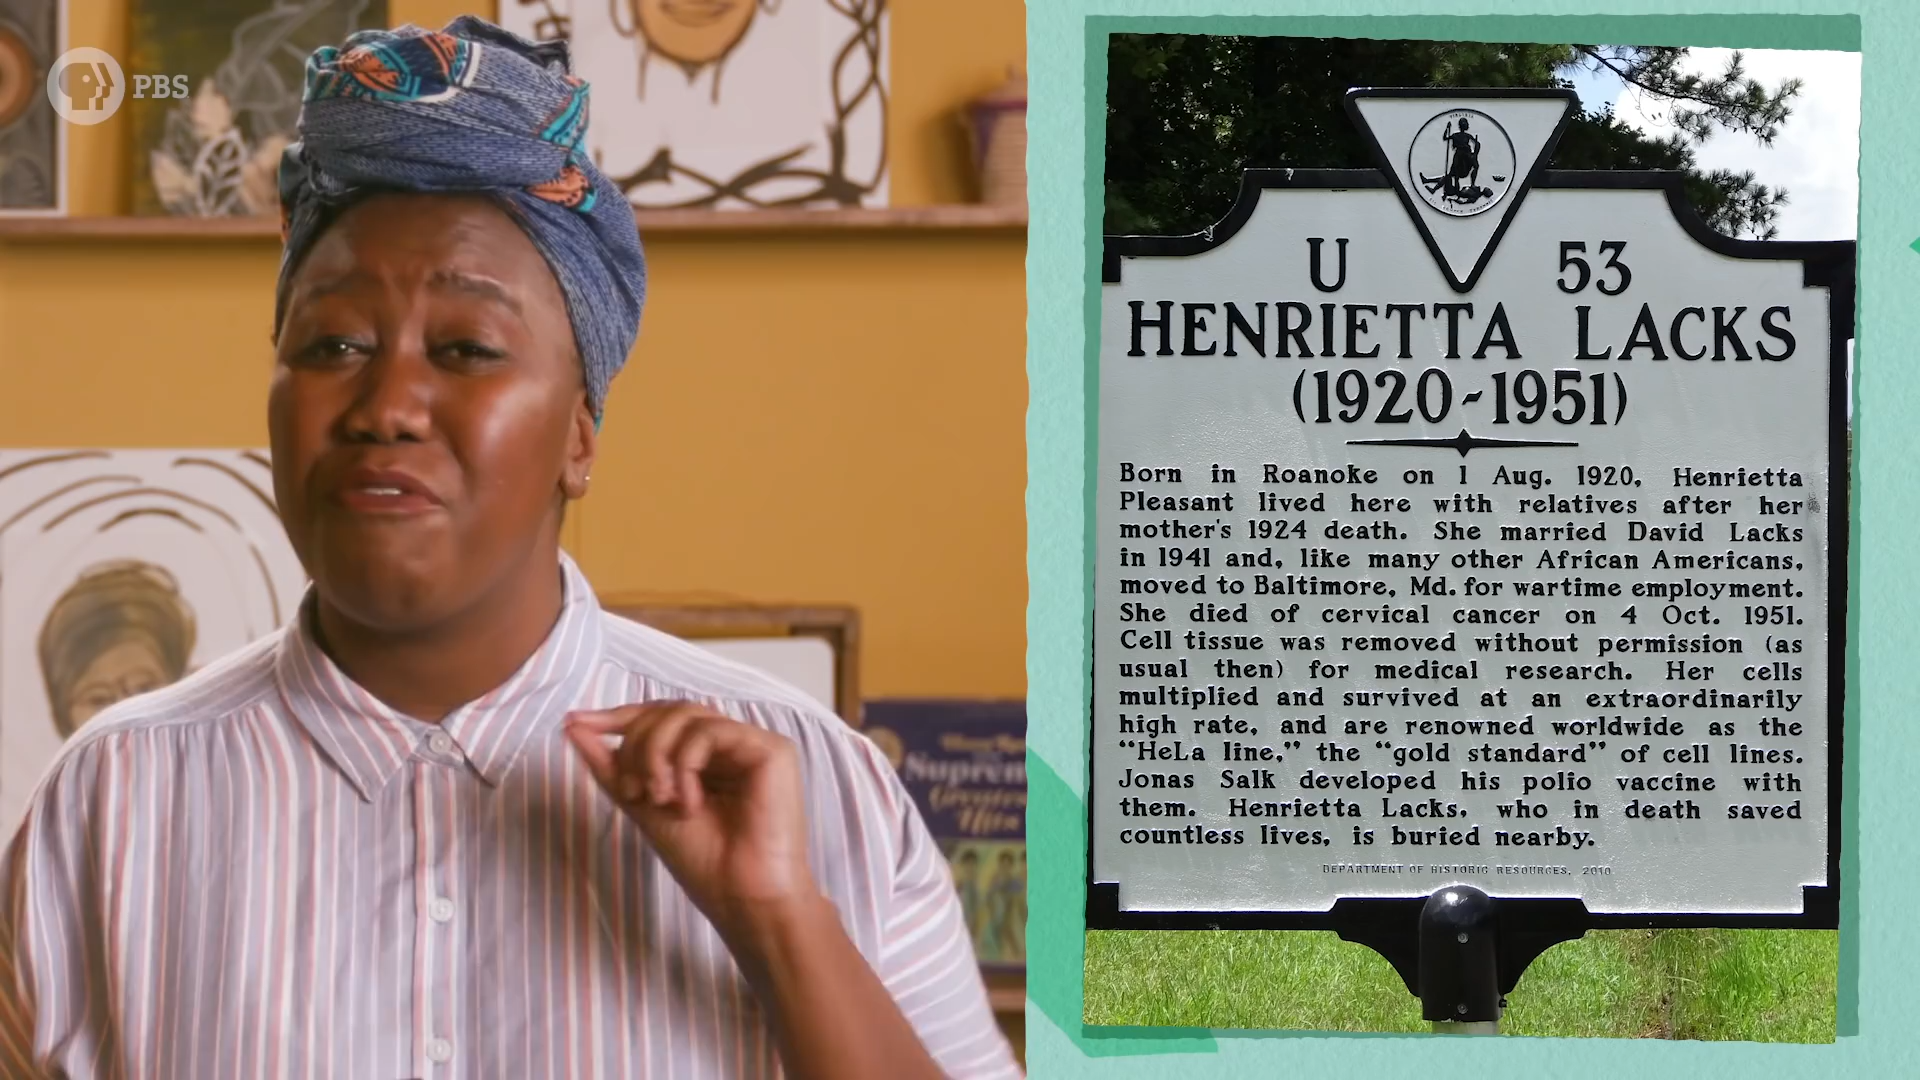 PBS
U 53
HENRIETTA LACKS
(1920-1951)
Born in Roanoke on 1 Aug. 1920, Henrietta
Pleasant lived here with relatives after her
mother's 1924 death. She married David Lacks
in 1941 and, like many other African Americans,
moved to Baltimore, Md. for wartime employment.
She died of cervical cancer on 4 Oct. 1951.
Cell tissue was removed without permission (as
usual then) for medical research. Her cells
multiplied and survived at an extraordinarily
high rate, and are renowned worldwide as the
“HeLa line,” the “gold standard” of cell lines.
Jonas Salk developed his polio vaccine with
them. Henrietta Lacks, who in death saved
countless lives, is buried nearby.
DEPARTMENT OF HISTORIC RESOURCES, 2010